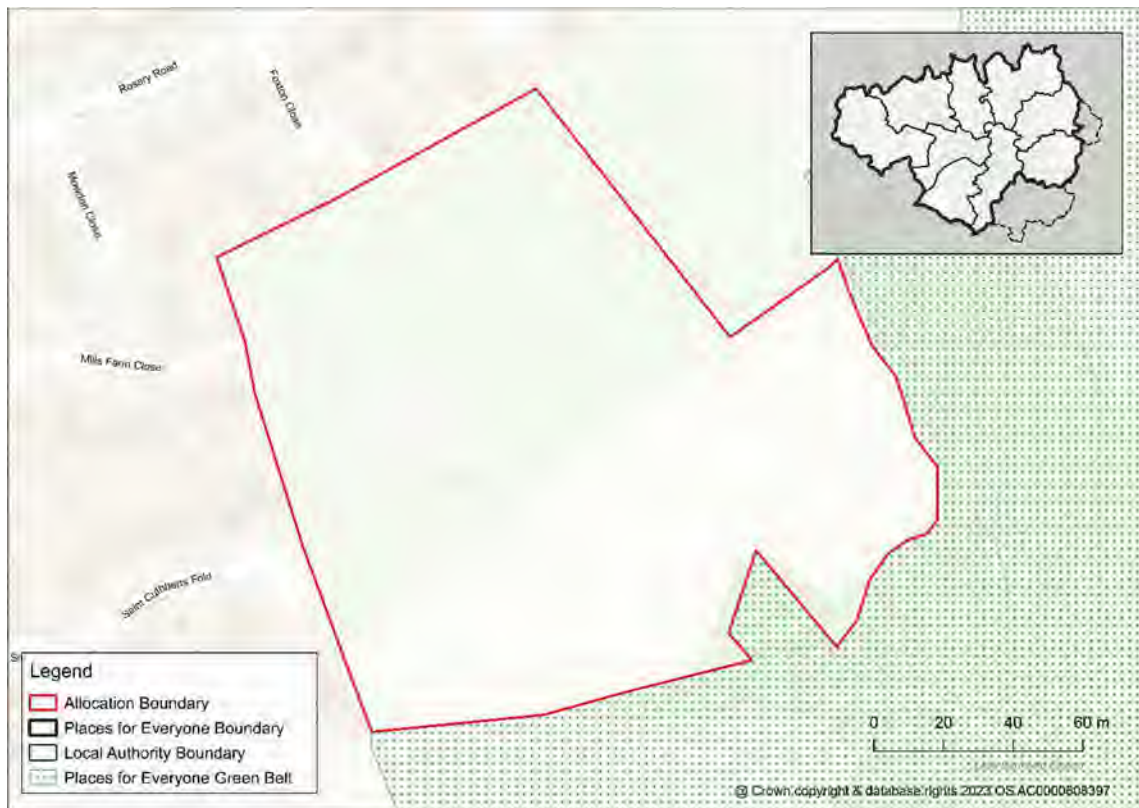 Rosary Road
Foxton Close
Mowden Close
Mills Farm Close
Saint Cuthberts Fold
Legend
Allocation Boundary
Places for Everyone Boundary
Local Authority Boundary
Places for Everyone Green Belt
0 20 40 60 m
@ Crown copyright & database rights 2023 OS AC0000808397